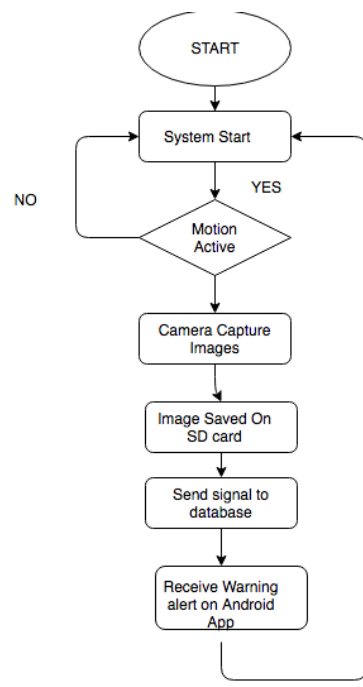 START
System Start
YES
NO
Motion
Active
Camera Capture
Images
Image Saved On
SD card
Send signal to
database
Receive Warning
alert on Android
App